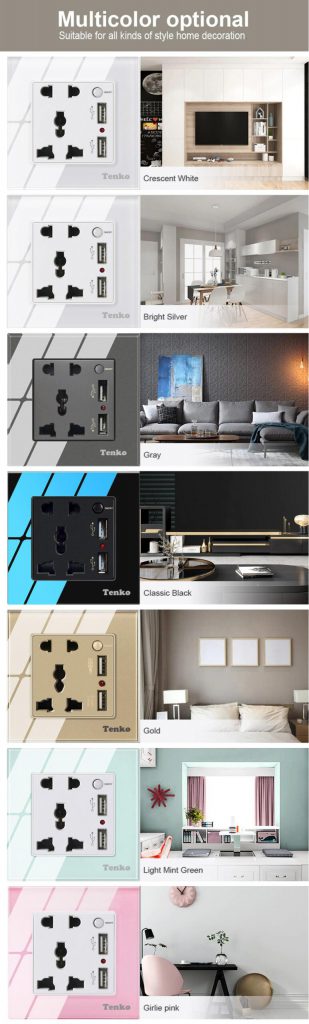 Multicolor optional
Suitable for all kinds of style home decoration
Tenko
Crescent White
Tenko
Bright Silver
Tenko
Gray
Tenko
Classic Black
Tenko
Gold
Tenko
Light Mint Green
Tenko
Girlie pink